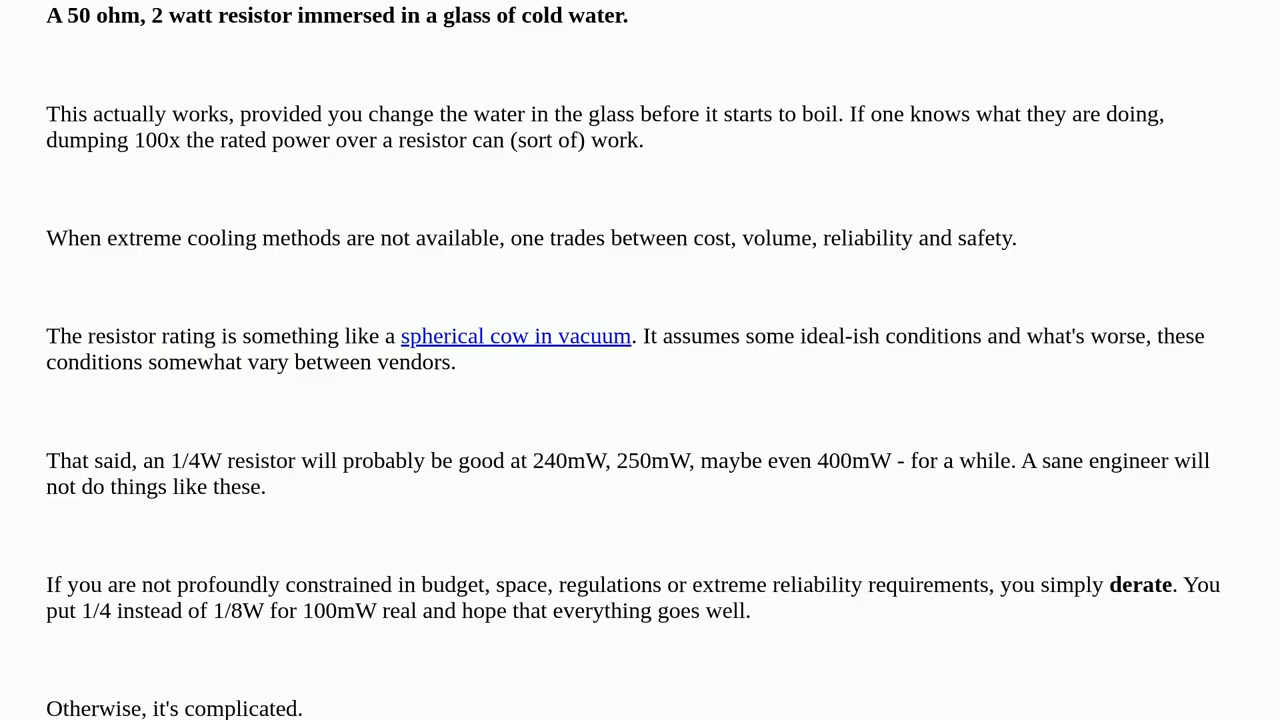 A 50 ohm, 2 watt resistor immersed in a glass of cold water.
This actually works, provided you change the water in the glass before it starts to boil. If one knows what they are doing,
dumping 100x the rated power over a resistor can (sort of) work.
When extreme cooling methods are not available, one trades between cost, volume, reliability and safety.
The resistor rating is something like a spherical cow in vacuum. It assumes some ideal-ish conditions and what's worse, these
conditions somewhat vary between vendors.
That said, an 1/4W resistor will probably be good at 240mW, 250mW, maybe even 400mW - for a while. A sane engineer will
not do things like these.
If you are not profoundly constrained in budget, space, regulations or extreme reliability requirements, you simply derate. You
put 1/4 instead of 1/8W for 100mW real and hope that everything goes well.
Otherwise, it's complicated.